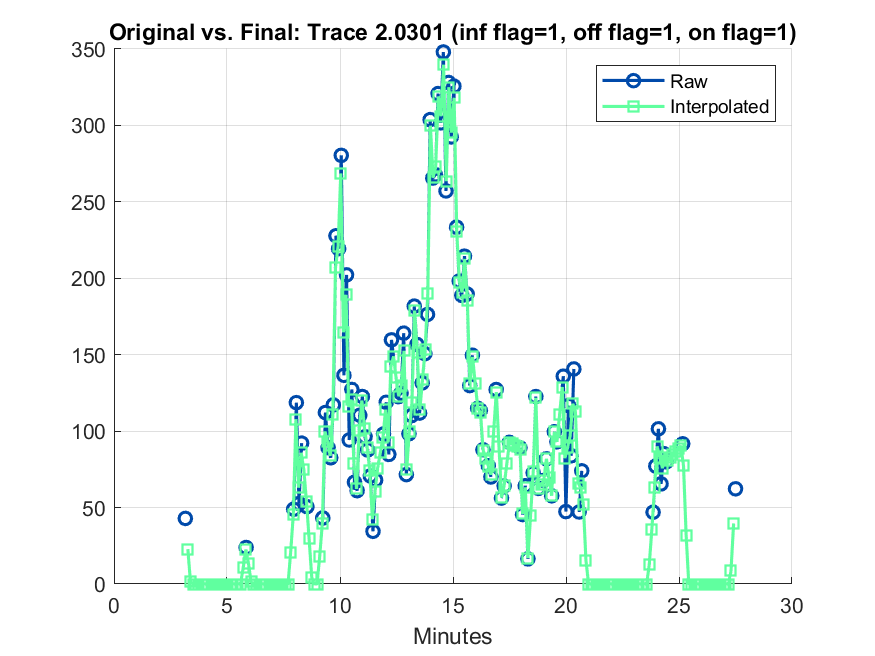 Original vs. Final: Trace 2.0301 (inf flag=1, off flag=1, on flag=1)
350
300
250
200
150
100
50
0
Raw
Interpolated
0 5 10 15 20 25 30
Minutes